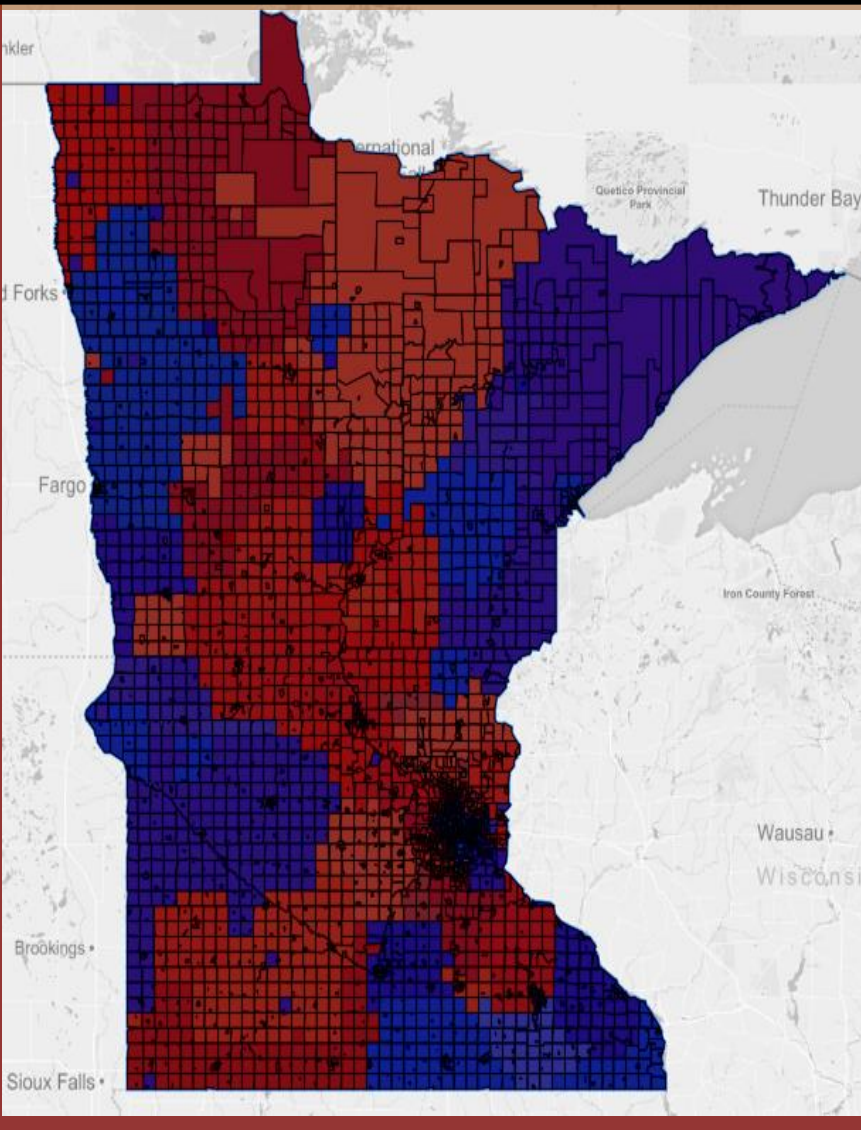 nkler
ernational
Quetico Provincial
Park
Thunder Bay
d Forks
Fargo
Iron County Forest
Wausau
Wisconsi
Brookings
Sioux Falls